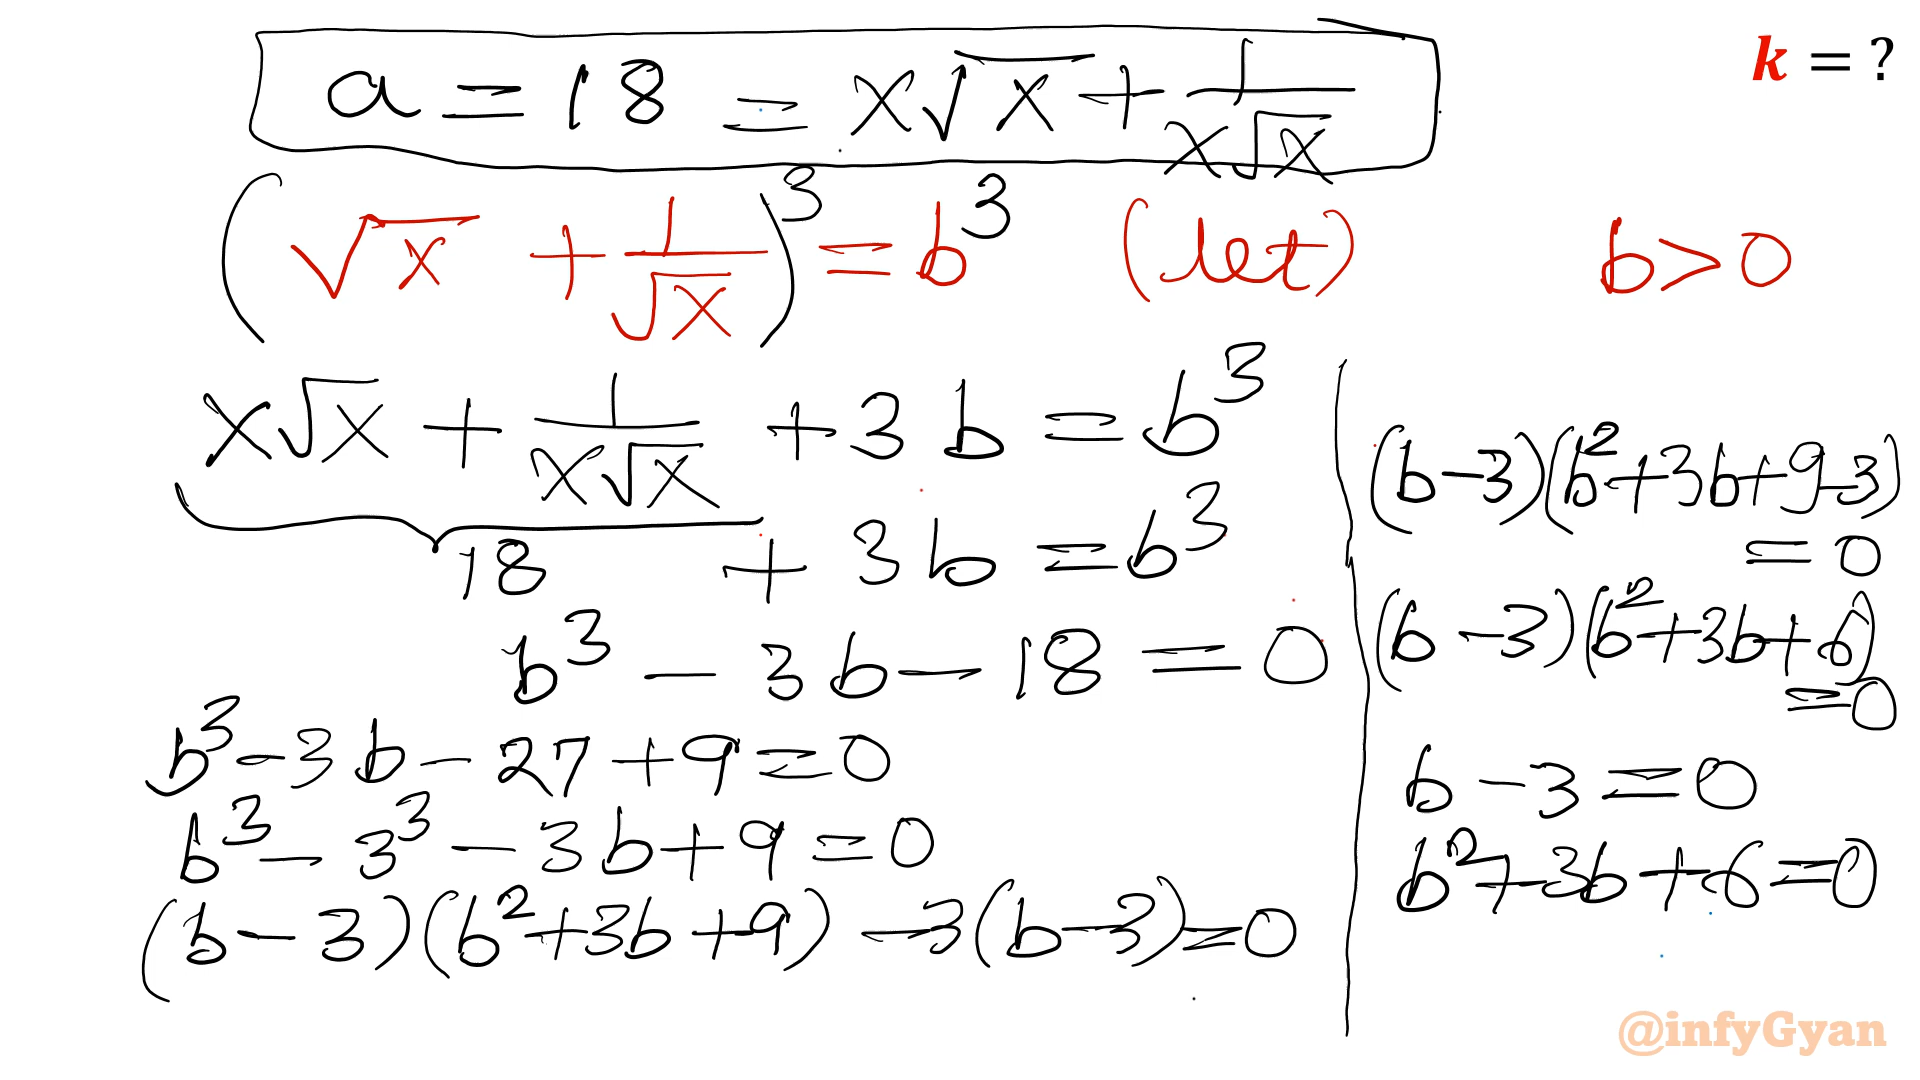 k = ?
a = 18 = x√x + 1/(x√x)
(√x + 1/√x)³ = b³ (let) b > 0
x√x + 1/(x√x) + 3b = b³
18 + 3b = b³
b³ - 3b - 18 = 0
b³ - 3b - 27 + 9 = 0
b³ - 3³ - 3b + 9 = 0
(b - 3)(b² + 3b + 9) - 3(b - 3) = 0
(b - 3)(b² + 3b + 9 - 3)
= 0
(b - 3)(b² + 3b + 6)
= 0
b - 3 = 0
b² + 3b + 6 = 0
@infyGyan